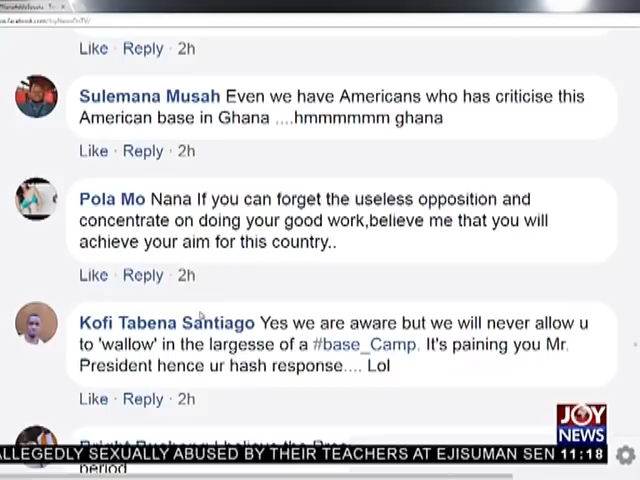 Like · Reply · 2h
Sulemana Musah Even we have Americans who has criticise this
American base in Ghana ....hmmmmmm ghana
Like · Reply · 2h
Pola Mo Nana If you can forget the useless opposition and
concentrate on doing your good work,believe me that you will
achieve your aim for this country..
Like · Reply · 2h
Kofi Tabena Santiago Yes we are aware but we will never allow u
to 'wallow' in the largesse of a #base_Camp. It's paining you Mr.
President hence ur hash response.... Lol
Like · Reply · 2h
JOY
NEWS
I believe the
ALLEGEDLY SEXUALLY ABUSED BY THEIR TEACHERS AT EJISUMAN SEN 11:18
period